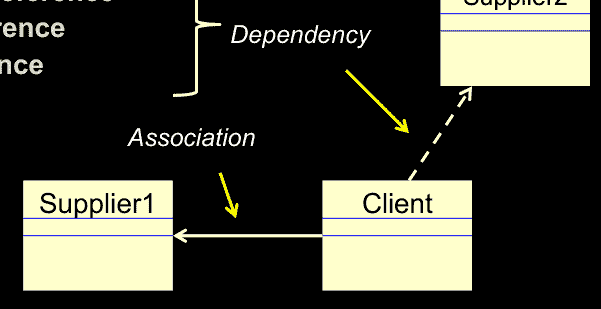 rence
Dependency
nce
Association
Supplier1
Client